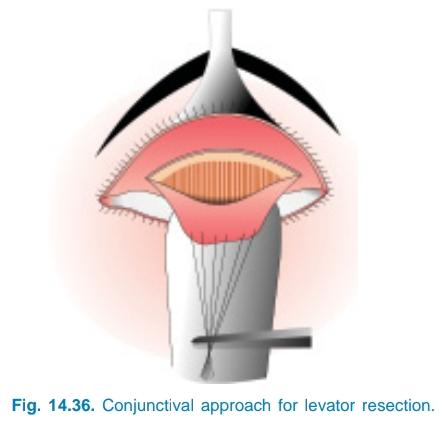 Fig. 14.36. Conjunctival approach for levator resection.